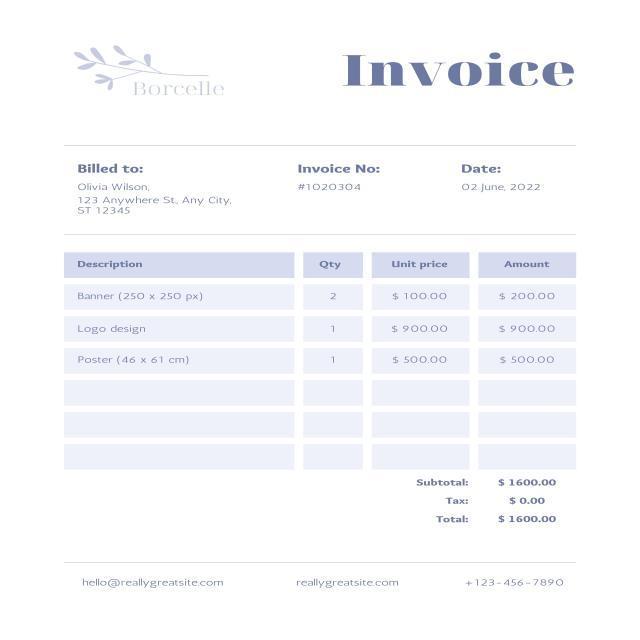 Borcelle
Invoice
Billed to: Invoice No: Date:
Olivia Wilson, #1020304 02 June, 2022
123 Anywhere St, Any City,
ST 12345
Description Qty Unit price Amount
Banner (250 x 250 px) 2 $ 100.00 $ 200.00
Logo design 1 $ 900.00 $ 900.00
Poster (46 x 61 cm) 1 $ 500.00 $ 500.00
Subtotal: $ 1600.00
Tax: $ 0.00
Total: $ 1600.00
hello@reallygreatsite.com reallygreatsite.com +123-456-7890